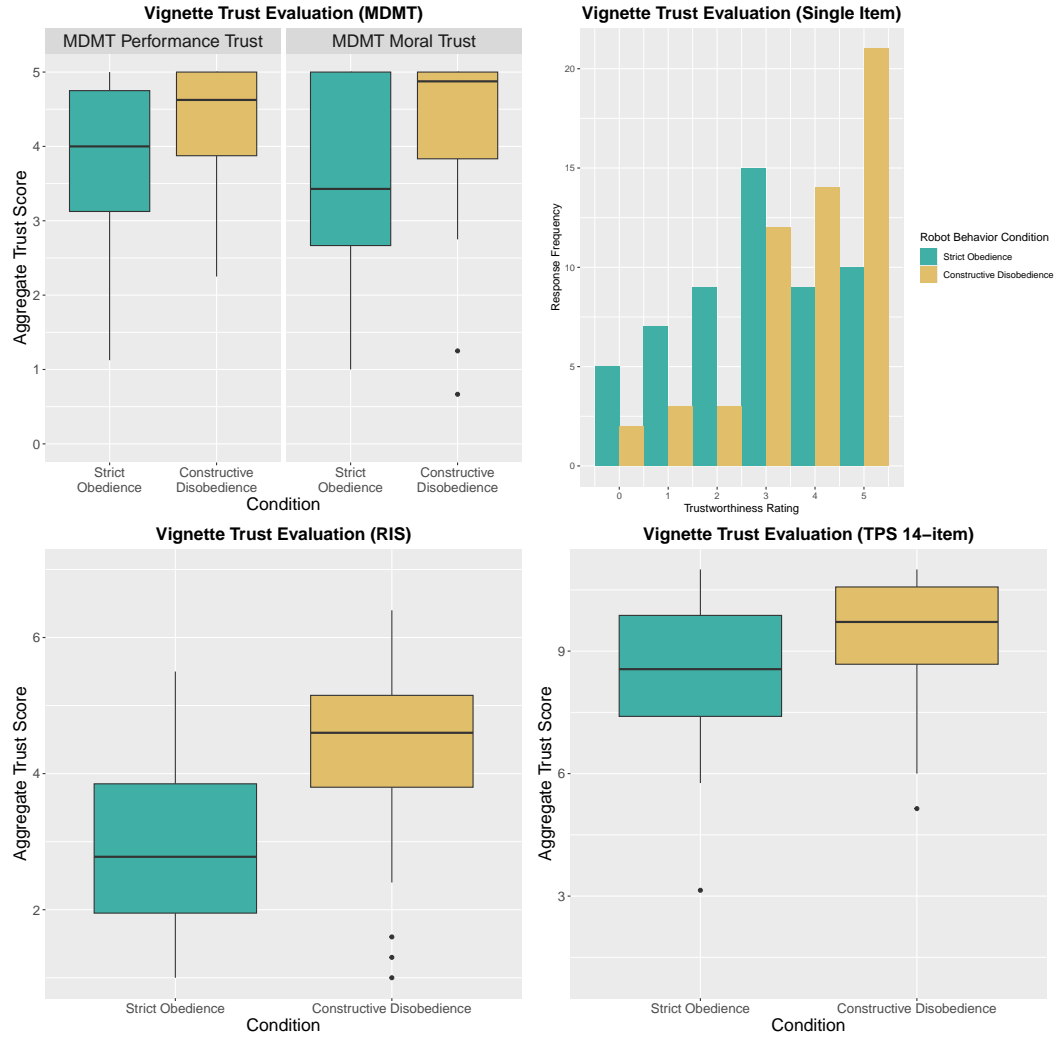 Vignette Trust Evaluation (MDMT)
MDMT Performance Trust
MDMT Moral Trust
Aggregate Trust Score
5
4
3
2
1
0
Strict
Obedience
Constructive
Disobedience
Strict
Obedience
Constructive
Disobedience
Condition
Vignette Trust Evaluation (Single Item)
Response Frequency
20
15
10
5
0
0
1
2
3
4
5
Trustworthiness Rating
Robot Behavior Condition
Strict Obedience
Constructive Disobedience
Vignette Trust Evaluation (RIS)
Aggregate Trust Score
6
4
2
Strict Obedience
Constructive Disobedience
Condition
Vignette Trust Evaluation (TPS 14−item)
Aggregate Trust Score
9
6
3
Strict Obedience
Constructive Disobedience
Condition